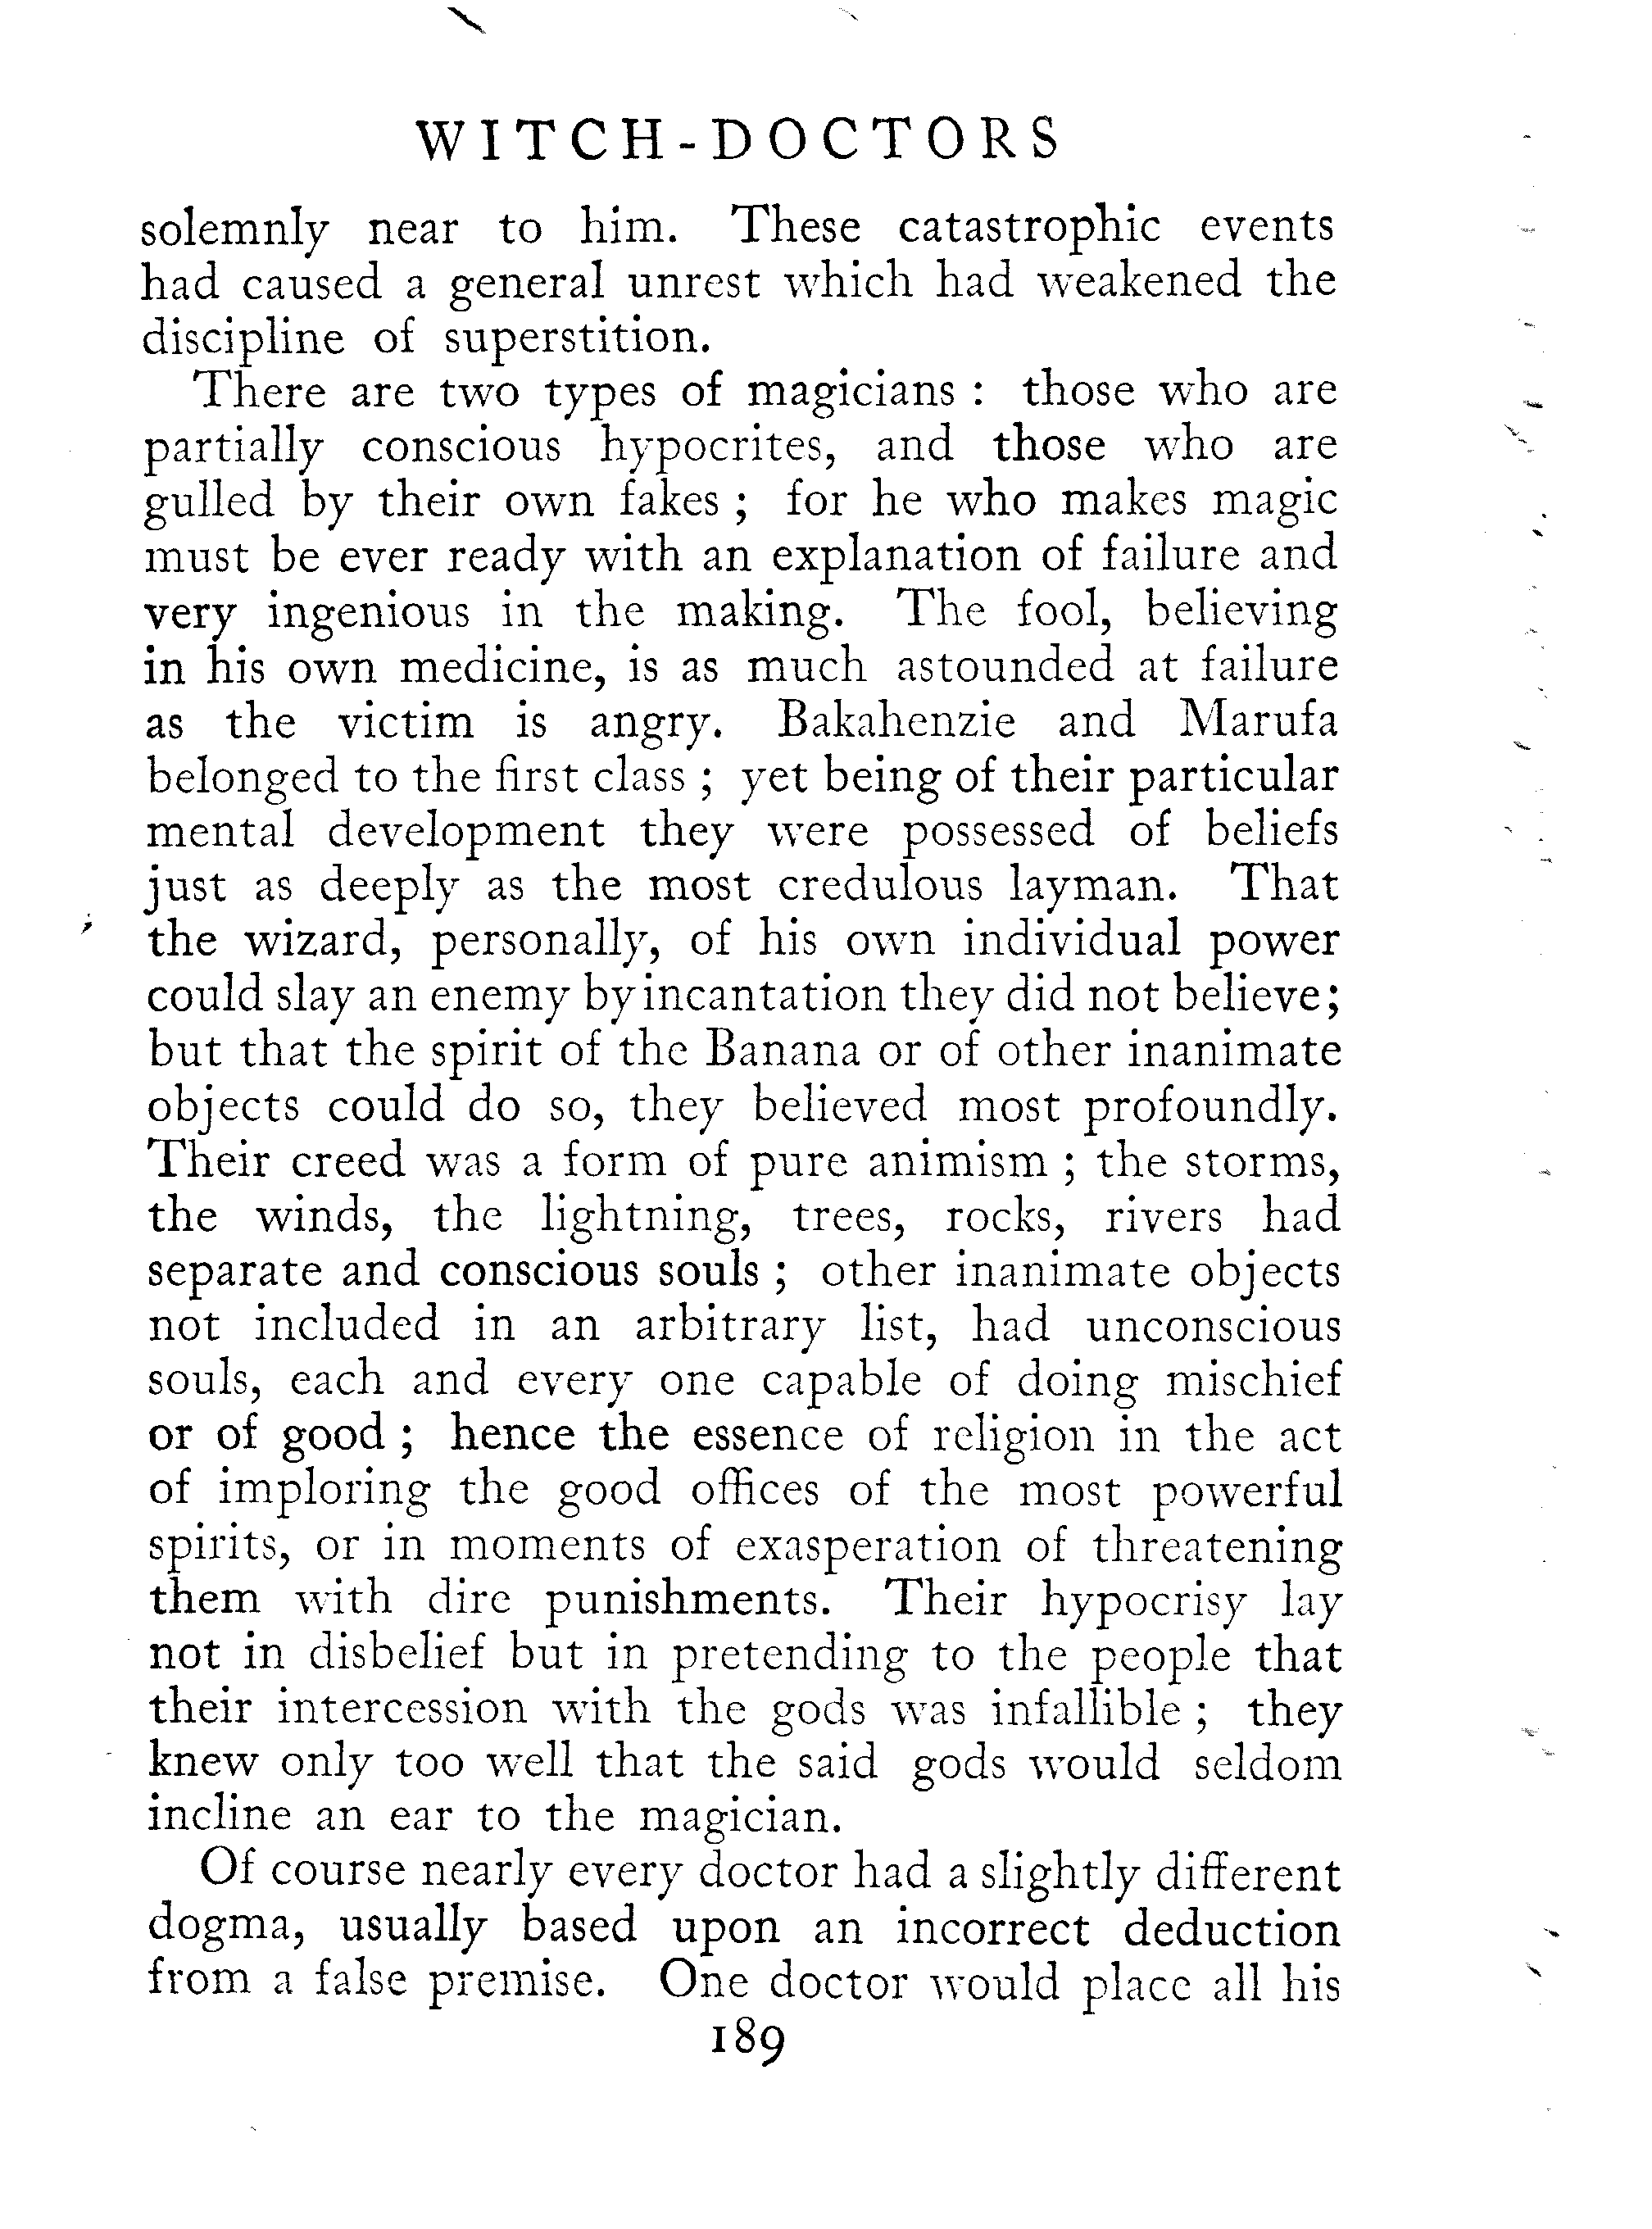 WITCH-DOCTORS
solemnly near to him. These catastrophic events
had caused a general unrest which had weakened the
discipline of superstition.
There are two types of magicians : those who are
partially conscious hypocrites, and those who are
gulled by their own fakes ; for he who makes magic
must be ever ready with an explanation of failure and
very ingenious in the making. The fool, believing
in his own medicine, is as much astounded at failure
as the victim is angry. Bakahenzie and Marufa
belonged to the first class ; yet being of their particular
mental development they were possessed of beliefs
just as deeply as the most credulous layman. That
the wizard, personally, of his own individual power
could slay an enemy by incantation they did not believe;
but that the spirit of the Banana or of other inanimate
objects could do so, they believed most profoundly.
Their creed was a form of pure animism ; the storms,
the winds, the lightning, trees, rocks, rivers had
separate and conscious souls ; other inanimate objects
not included in an arbitrary list, had unconscious
souls, each and every one capable of doing mischief
or of good ; hence the essence of religion in the act
of imploring the good offices of the most powerful
spirits, or in moments of exasperation of threatening
them with dire punishments. Their hypocrisy lay
not in disbelief but in pretending to the people that
their intercession with the gods was infallible ; they
knew only too well that the said gods would seldom
incline an ear to the magician.
Of course nearly every doctor had a slightly different
dogma, usually based upon an incorrect deduction
from a false premise. One doctor would place all his
189